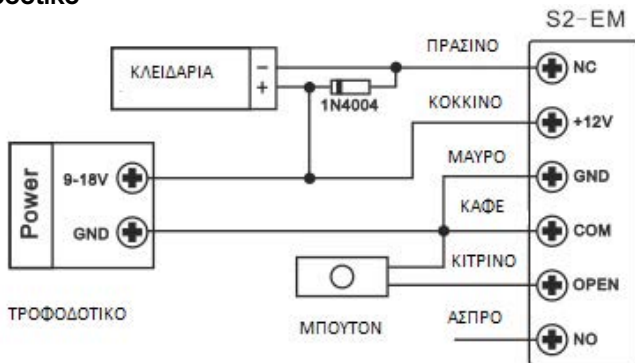 S2-EM
ΠΡΑΣΙΝΟ
NC
ΚΛΕΙΔΑΡΙΑ
−
+
1N4004
ΚΟΚΚΙΝΟ
+12V
ΜΑΥΡΟ
GND
Power
9-18V
ΚΑΦΕ
COM
GND
ΚΙΤΡΙΝΟ
OPEN
ΤΡΟΦΟΔΟΤΙΚΟ
ΜΠΟΥΤΟΝ
ΑΣΠΡΟ
NO